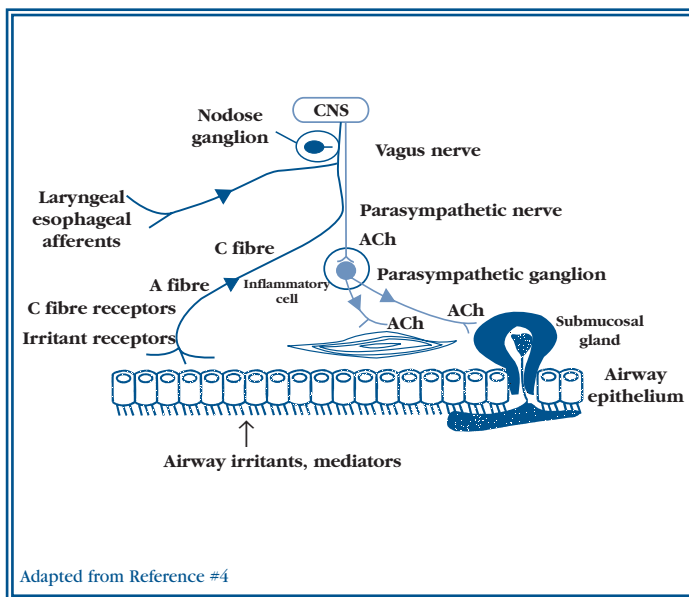 CNS
Nodose
ganglion
Vagus nerve
Laryngeal
esophageal
afferents
Parasympathetic nerve
C fibre
ACh
Parasympathetic ganglion
A fibre
Inflammatory
cell
C fibre receptors
ACh
ACh
Submucosal
gland
Irritant receptors
Airway
epithelium
Airway irritants, mediators
Adapted from Reference #4